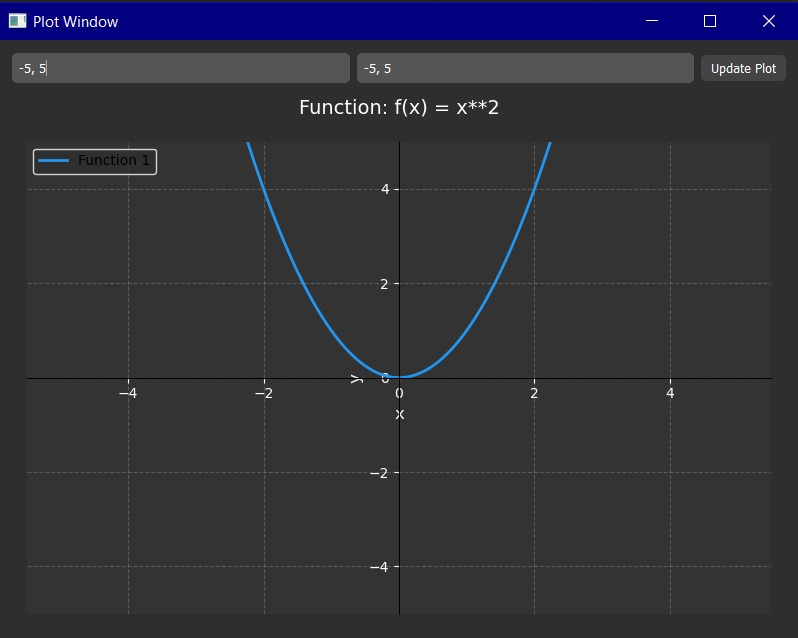 Plot Window
-5, 5 -5, 5 Update Plot
Function: f(x) = x**2
Function 1
4
2
y 0
−4 −2 0 2 4
x
−2
−4